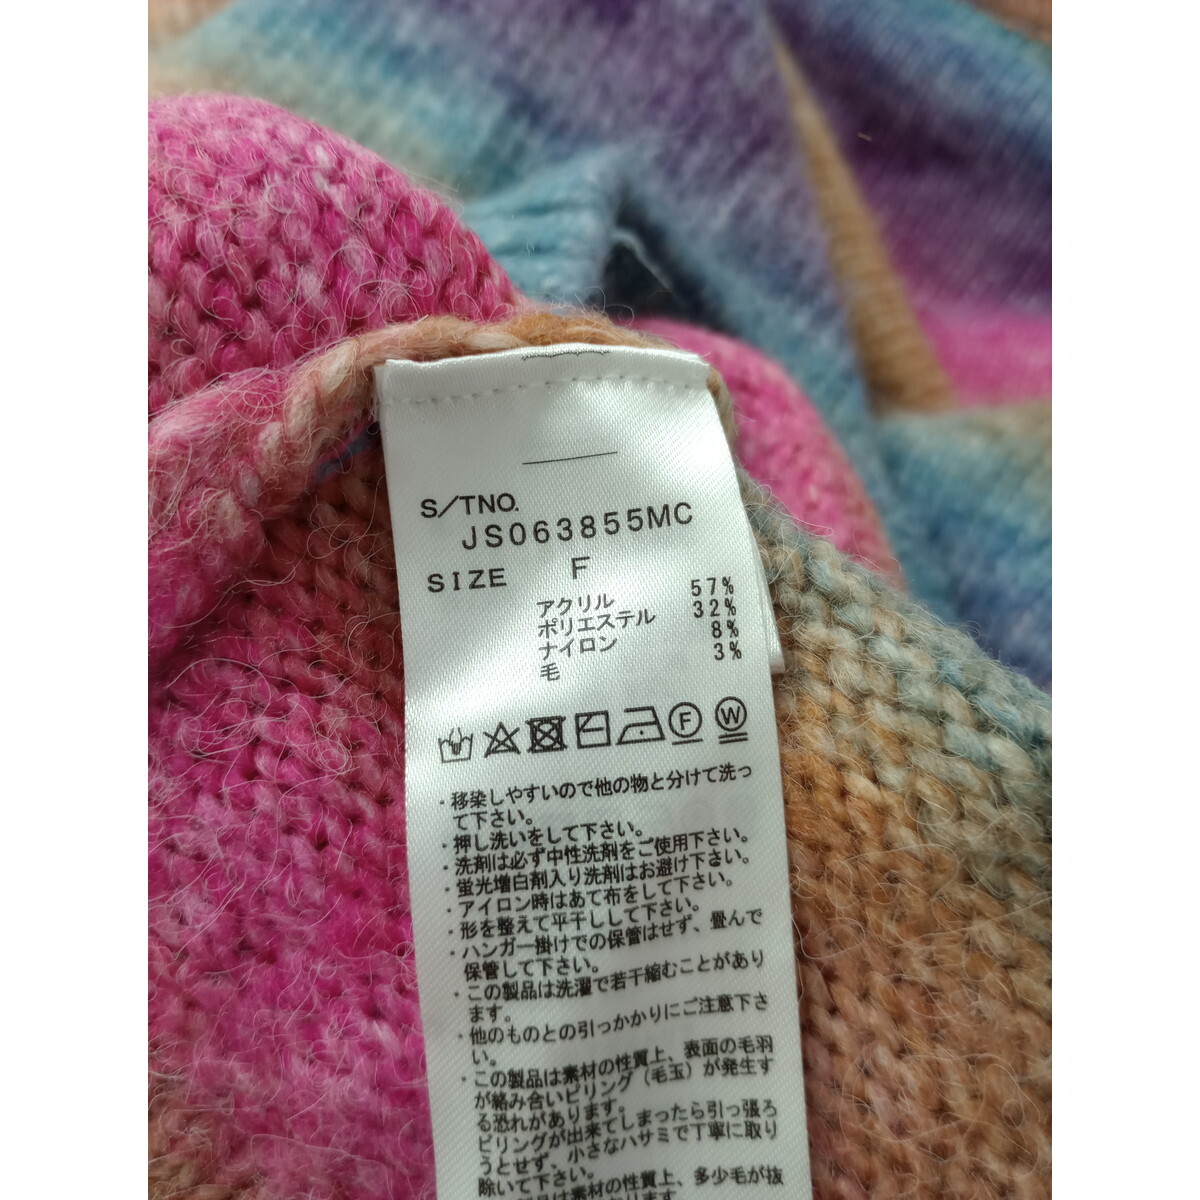 S/TNO.
JS063855MC
SIZE F
アクリル 57%
ポリエステル 32%
ナイロン 8%
毛 3%
F W
・移染しやすいので他の物と分けて洗っ
て下さい。
・押し洗いをして下さい。
・洗剤は必ず中性洗剤をご使用下さい。
・蛍光増白剤入り洗剤はお避け下さい。
・アイロン時はあて布をして下さい。
・形を整えて平干しして下さい。
・ハンガー掛けでの保管はせず、畳んで
保管して下さい。
・この製品は洗濯で若干縮むことがあり
ます。
・他のものとの引っかかりにご注意下さ
い。
・この製品は素材の性質上、表面の毛羽
が絡み合いピリング（毛玉）が発生す
る恐れがあります。
ピリングが出来てしまったら引っ張ろ
うとせず、小さなハサミで丁寧に取り
除いて下さい。
製品は素材の性質上、多少毛が抜
ります。